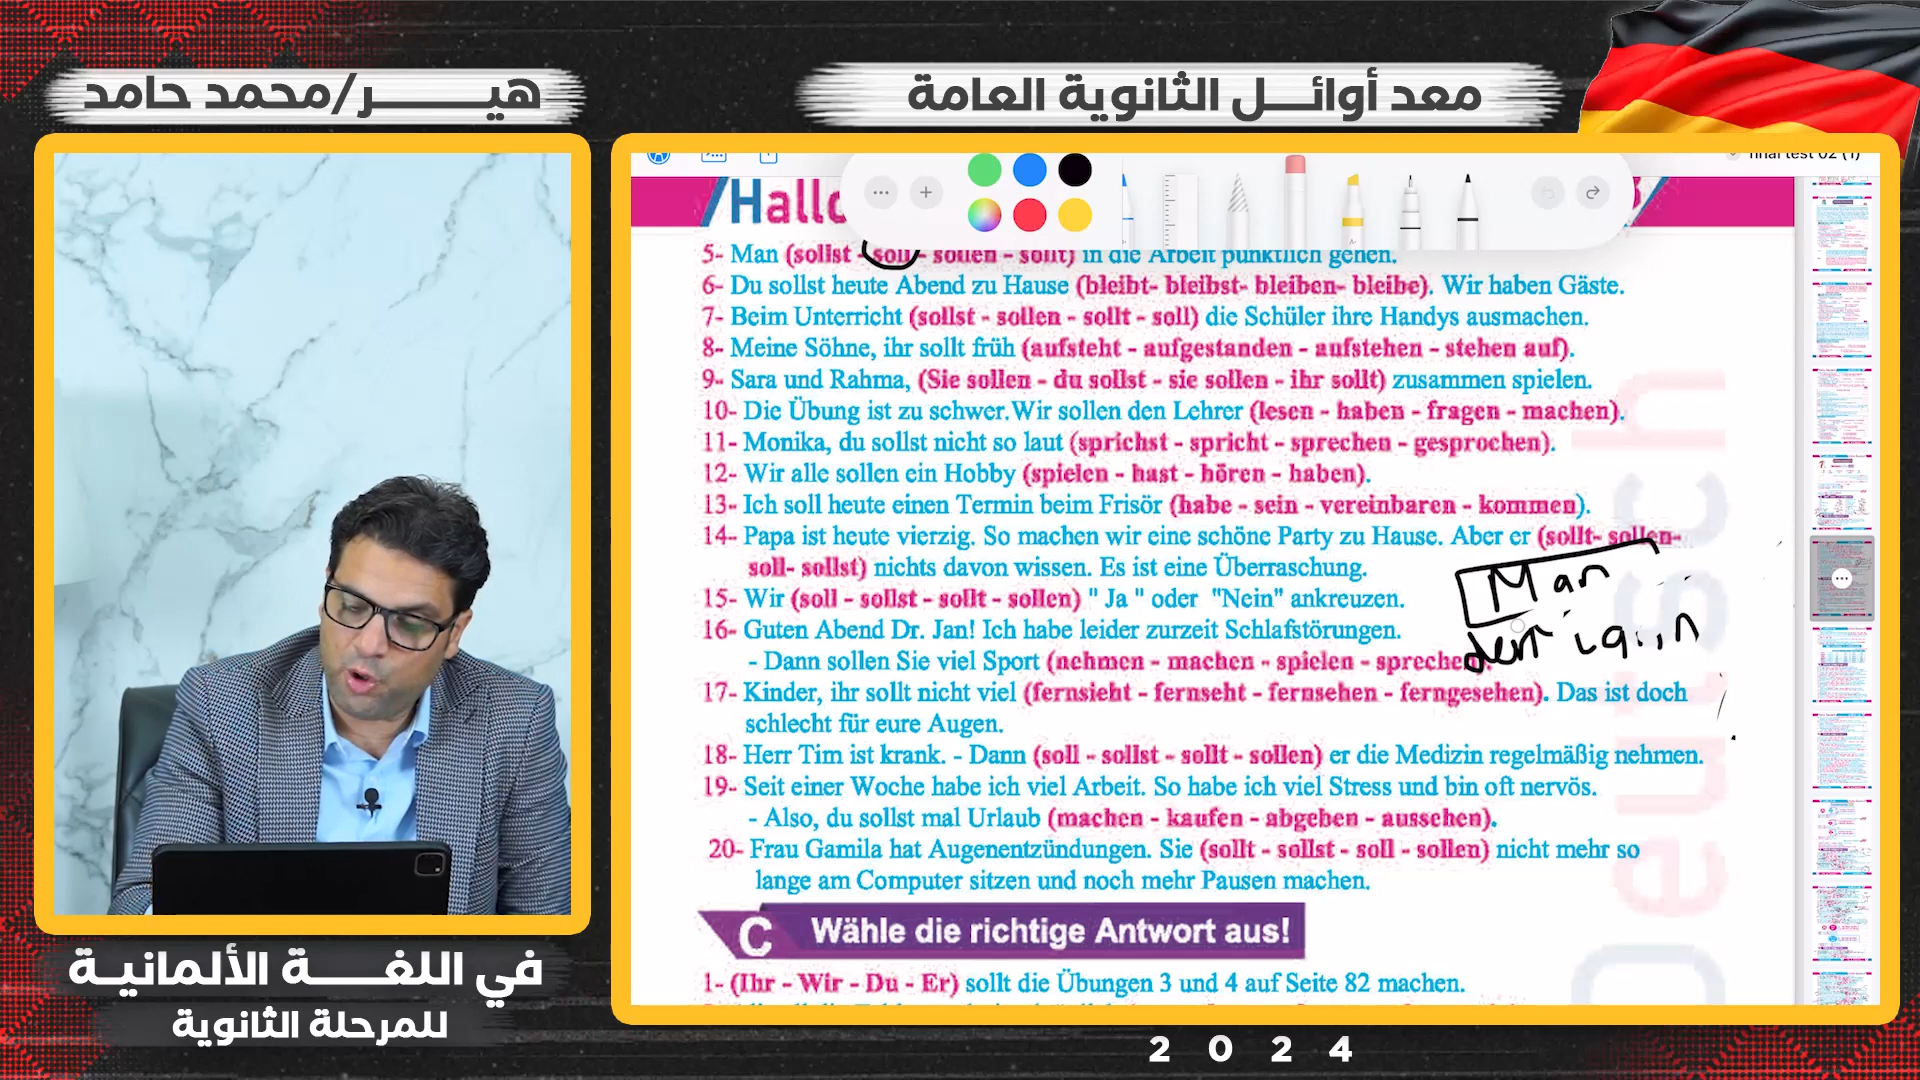 هيــــر/محمد حامد
معد أوائــل الثانوية العامة
final test 02 (1)
5- Man (sollst - soll - sollen - sollt) in die Arbeit pünktlich gehen.
6- Du sollst heute Abend zu Hause (bleibt- bleibst- bleiben- bleibe). Wir haben Gäste.
7- Beim Unterricht (sollst - sollen - sollt - soll) die Schüler ihre Handys ausmachen.
8- Meine Söhne, ihr sollt früh (aufsteht - aufgestanden - aufstehen - stehen auf).
9- Sara und Rahma, (Sie sollen - du sollst - sie sollen - ihr sollt) zusammen spielen.
10- Die Übung ist zu schwer.Wir sollen den Lehrer (lesen - haben - fragen - machen).
11- Monika, du sollst nicht so laut (sprichst - spricht - sprechen - gesprochen).
12- Wir alle sollen ein Hobby (spielen - hast - hören - haben).
13- Ich soll heute einen Termin beim Frisör (habe - sein - vereinbaren - kommen).
14- Papa ist heute vierzig. So machen wir eine schöne Party zu Hause. Aber er (sollt- sollen-
soll- sollst) nichts davon wissen. Es ist eine Überraschung.
Man
15- Wir (soll - sollst - sollt - sollen) " Ja " oder "Nein" ankreuzen.
16- Guten Abend Dr. Jan! Ich habe leider zurzeit Schlafstörungen.
- Dann sollen Sie viel Sport (nehmen - machen - spielen - sprechen).
17- Kinder, ihr sollt nicht viel (fernsieht - fernseht - fernsehen - ferngesehen). Das ist doch
schlecht für eure Augen.
18- Herr Tim ist krank. - Dann (soll - sollst - sollt - sollen) er die Medizin regelmäßig nehmen.
19- Seit einer Woche habe ich viel Arbeit. So habe ich viel Stress und bin oft nervös.
- Also, du sollst mal Urlaub (machen - kaufen - abgeben - aussehen).
20- Frau Gamila hat Augenentzündungen. Sie (sollt - sollst - soll - sollen) nicht mehr so
lange am Computer sitzen und noch mehr Pausen machen.
C Wähle die richtige Antwort aus!
1- (Ihr - Wir - Du - Er) sollt die Übungen 3 und 4 auf Seite 82 machen.
Deutsch
في اللغـــة الألمانيـة
للمرحلة الثانوية
2024